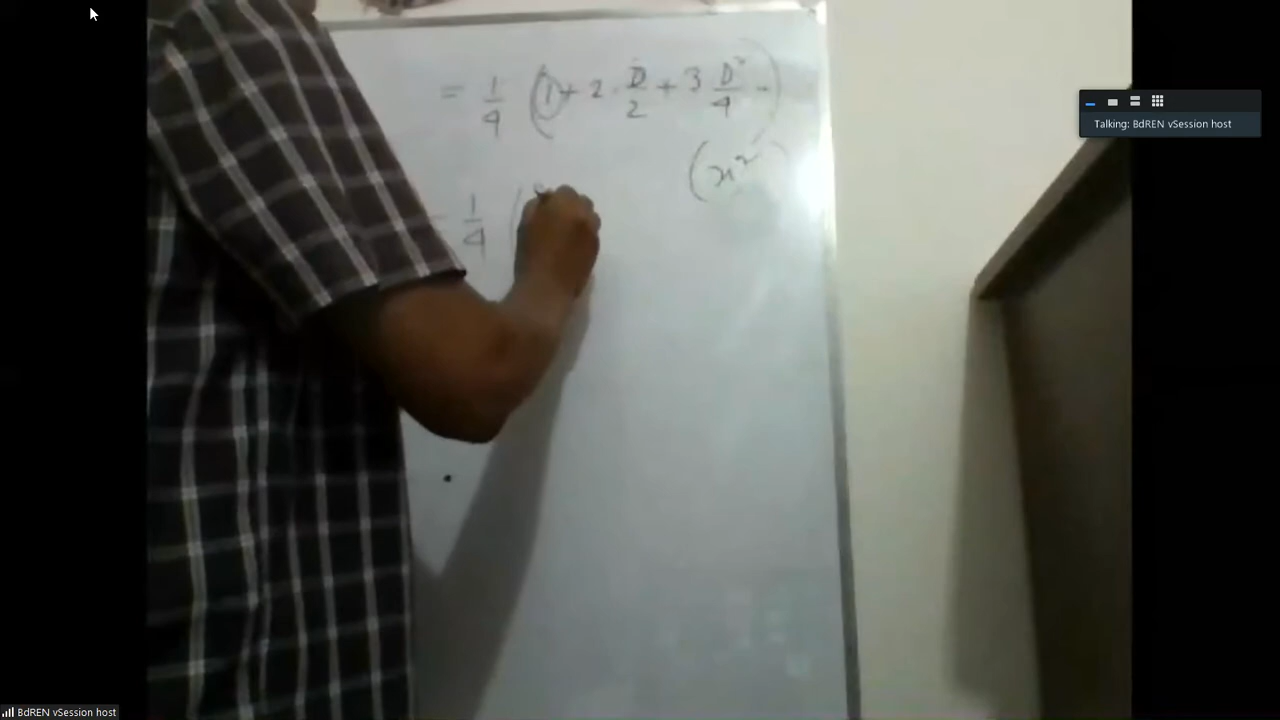 = 1/4 (1 + 2 . D/2 + 3 D²/4 -)
(x²)
1/4 (
Talking: BdREN vSession host
BdREN vSession host